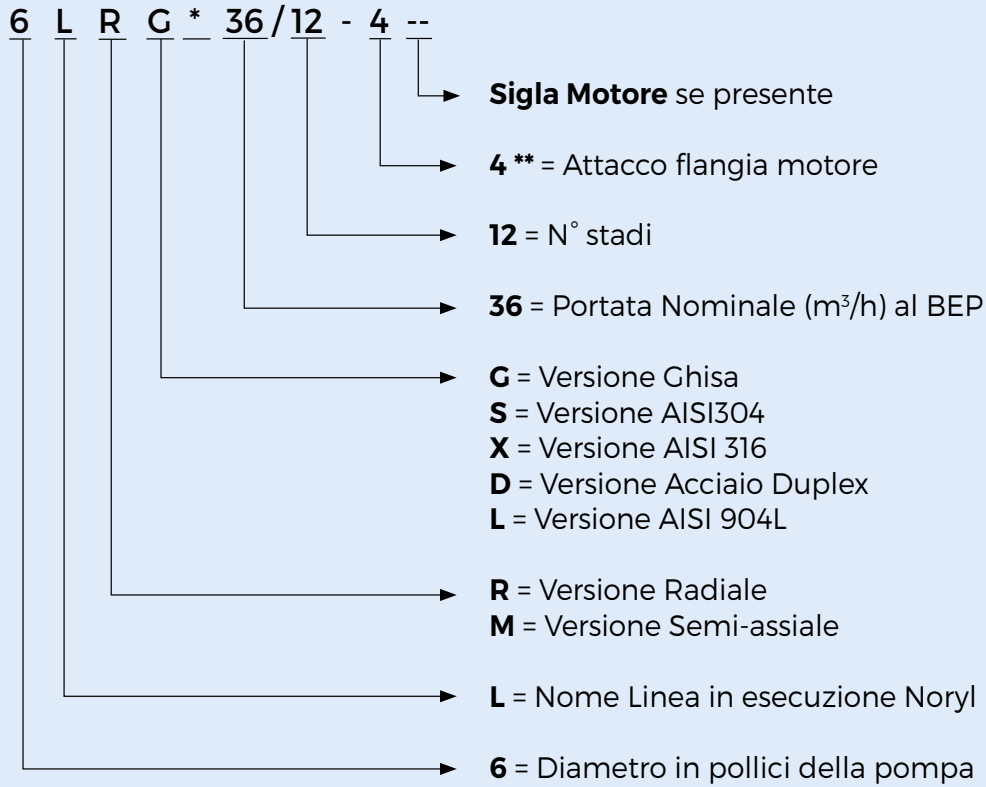 6 L R G * 36 / 12 - 4 --
Sigla Motore se presente
4 ** = Attacco flangia motore
12 = N° stadi
36 = Portata Nominale (m³/h) al BEP
G = Versione Ghisa
S = Versione AISI304
X = Versione AISI 316
D = Versione Acciaio Duplex
L = Versione AISI 904L
R = Versione Radiale
M = Versione Semi-assiale
L = Nome Linea in esecuzione Noryl
6 = Diametro in pollici della pompa